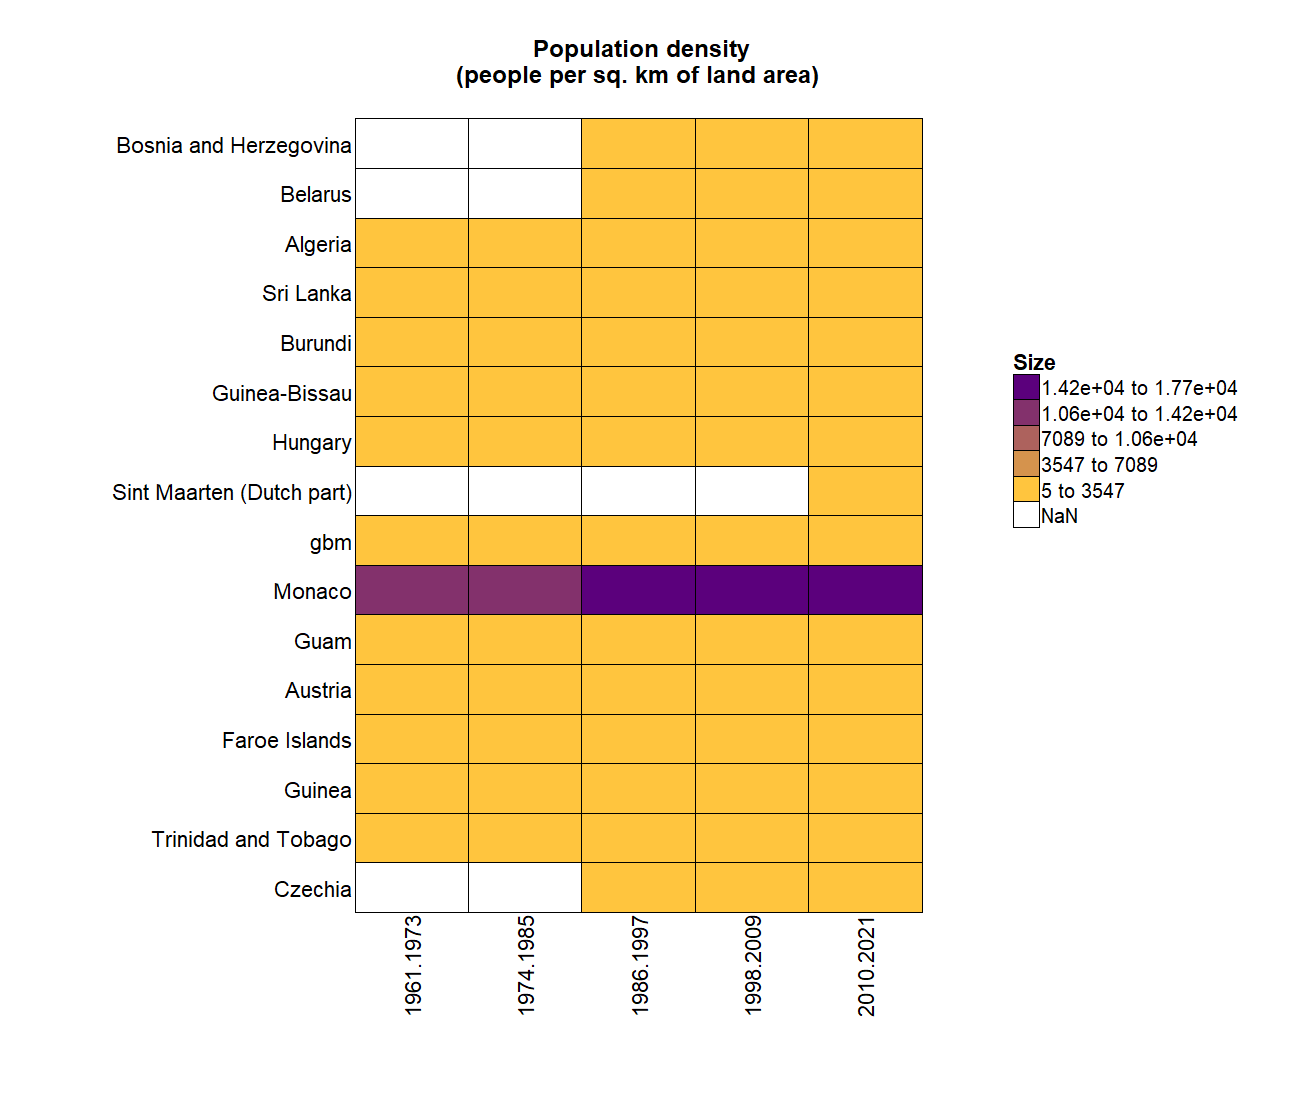 Population density
(people per sq. km of land area)
Bosnia and Herzegovina
Belarus
Algeria
Sri Lanka
Burundi
Guinea-Bissau
Hungary
Sint Maarten (Dutch part)
gbm
Monaco
Guam
Austria
Faroe Islands
Guinea
Trinidad and Tobago
Czechia
1961.1973
1974.1985
1986.1997
1998.2009
2010.2021
Size
1.42e+04 to 1.77e+04
1.06e+04 to 1.42e+04
7089 to 1.06e+04
3547 to 7089
5 to 3547
NaN